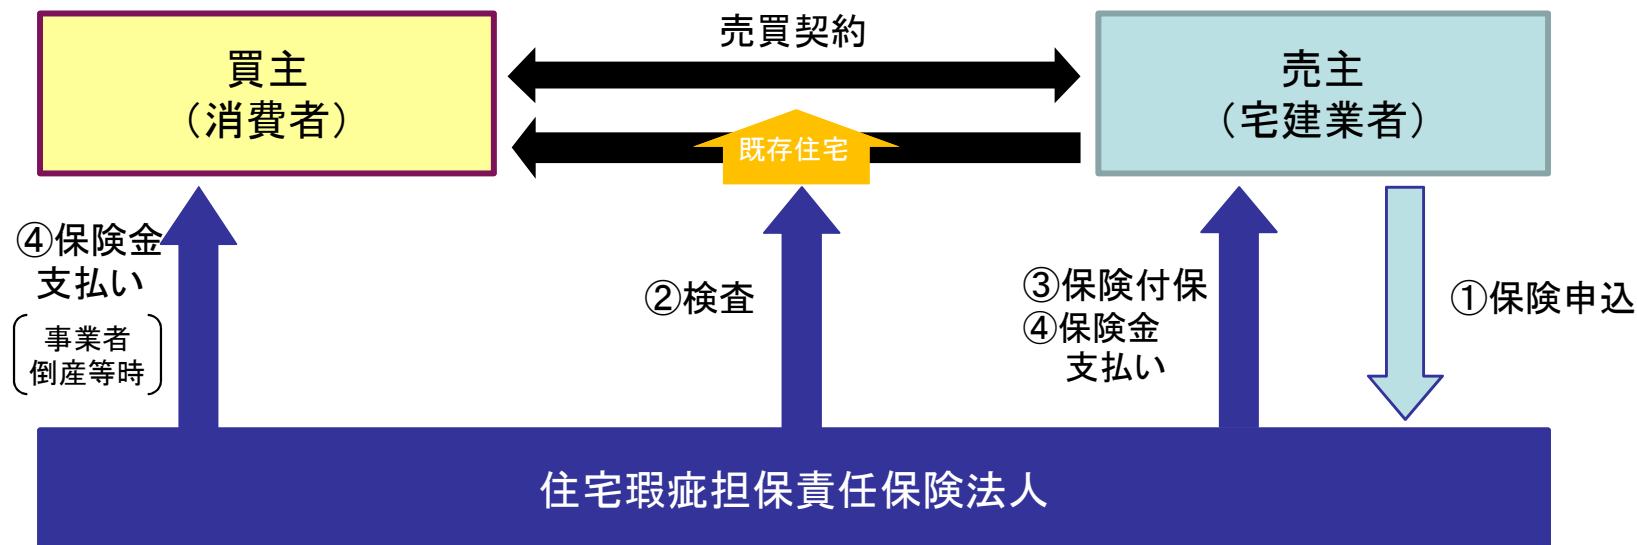 売買契約
買主
（消費者）
売主
（宅建業者）
既存住宅
④保険金
支払い
事業者
倒産等時
②検査
③保険付保
④保険金
支払い
①保険申込
住宅瑕疵担保責任保険法人